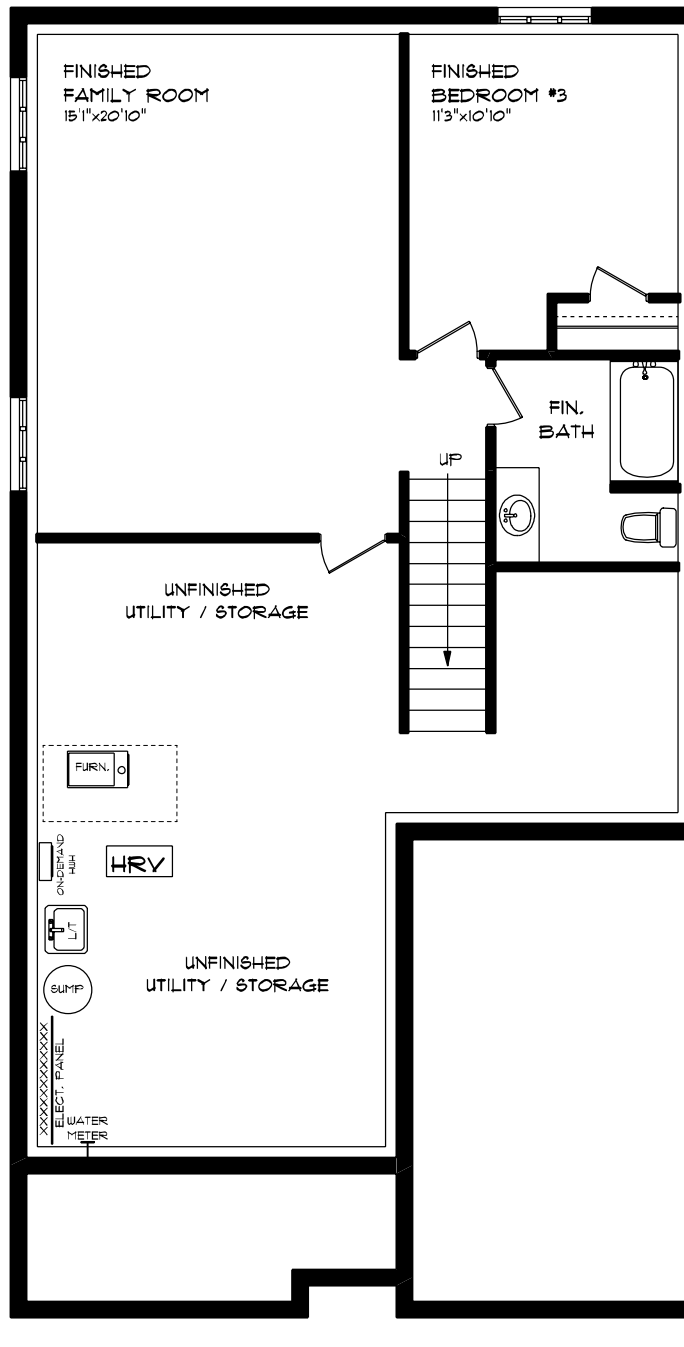 FINISHED
FAMILY ROOM
15'1"x20'10"
FINISHED
BEDROOM #3
11'3"x10'10"
FIN.
BATH
UP
UNFINISHED
UTILITY / STORAGE
FURN.
ON-DEMAND
HWH
HRV
L/T
UNFINISHED
UTILITY / STORAGE
SUMP
ELECT. PANEL
WATER
METER